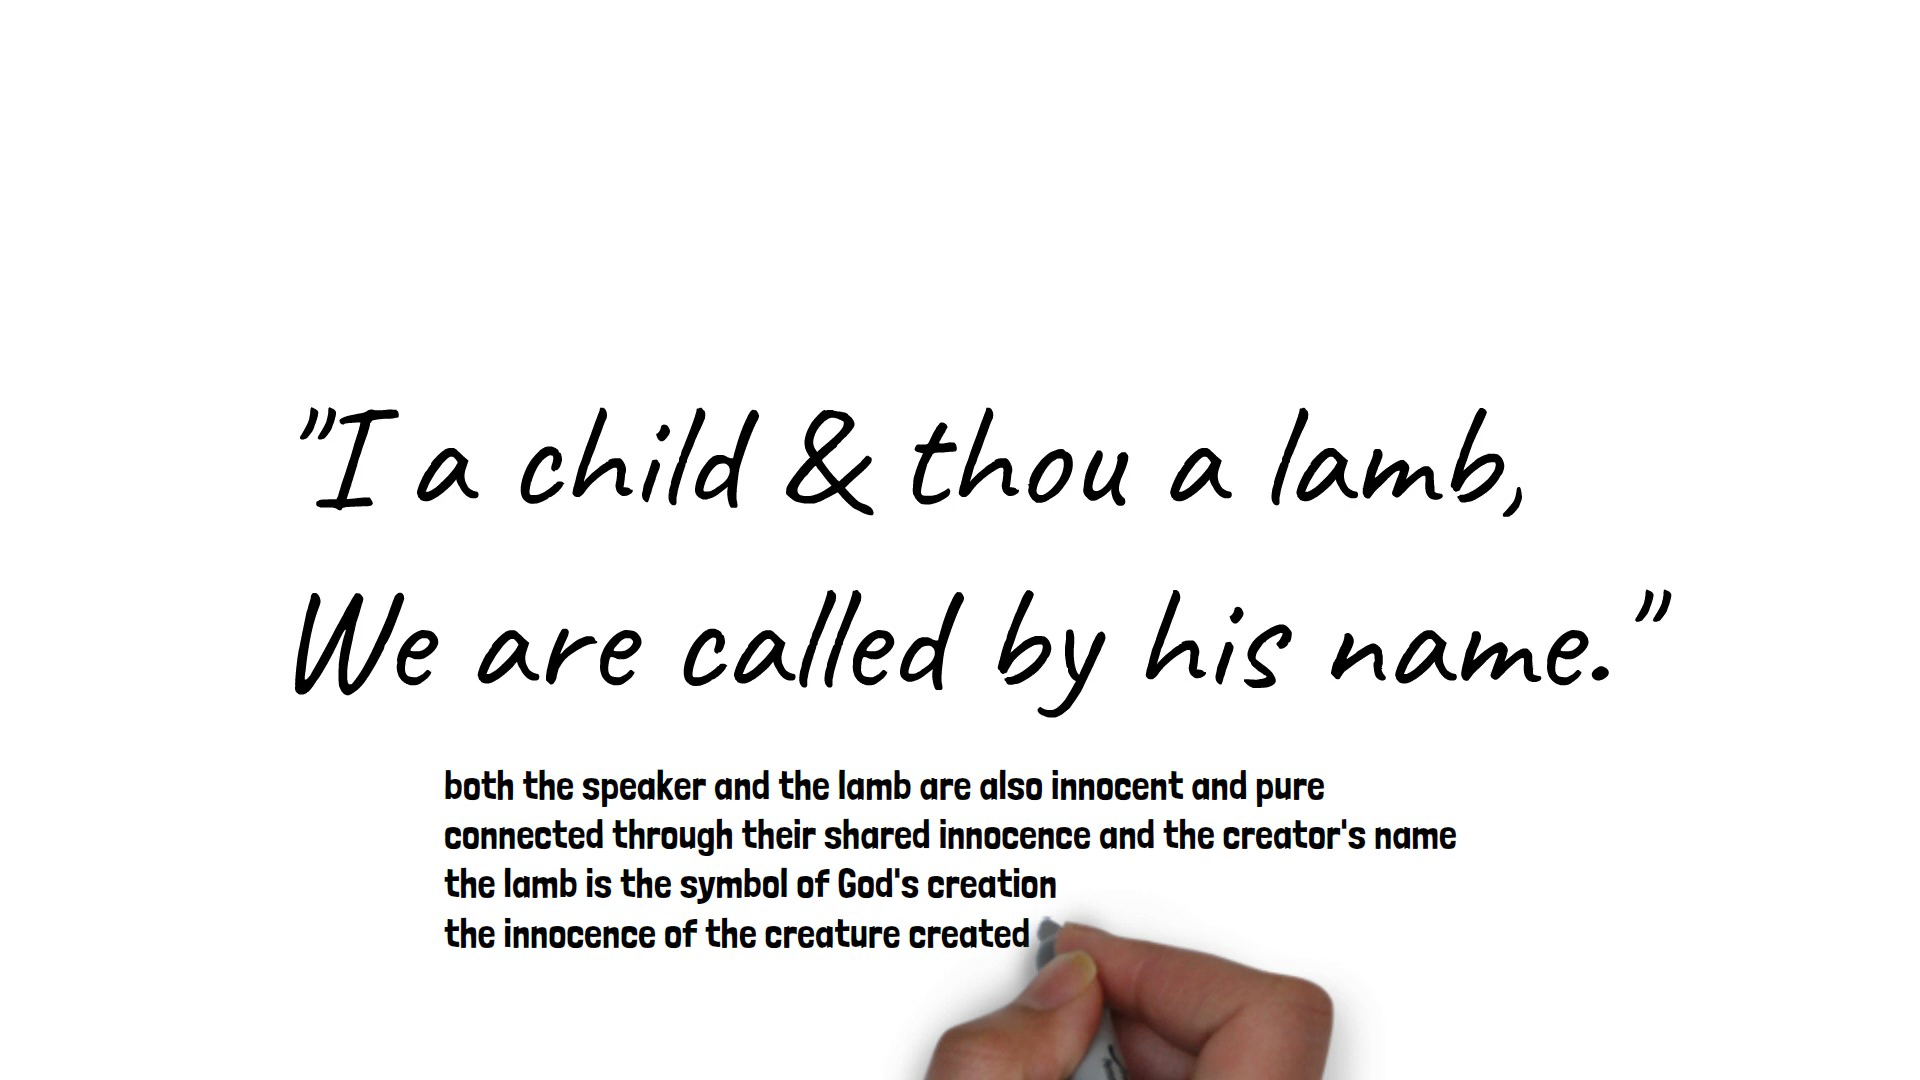 "I a child & thou a lamb,
We are called by his name."
both the speaker and the lamb are also innocent and pure
connected through their shared innocence and the creator's name
the lamb is the symbol of God's creation
the innocence of the creature created